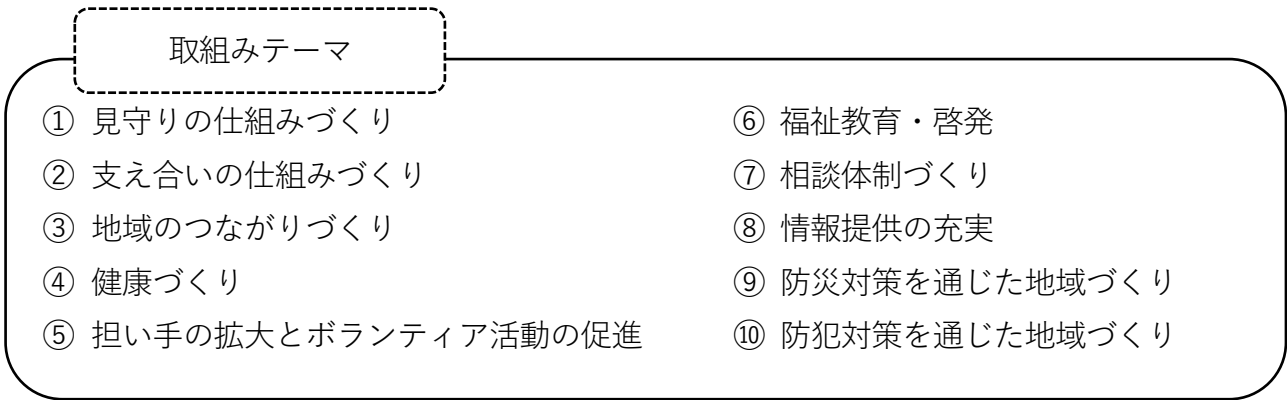 取組みテーマ
① 見守りの仕組みづくり
② 支え合いの仕組みづくり
③ 地域のつながりづくり
④ 健康づくり
⑤ 担い手の拡大とボランティア活動の促進
⑥ 福祉教育・啓発
⑦ 相談体制づくり
⑧ 情報提供の充実
⑨ 防災対策を通じた地域づくり
⑩ 防犯対策を通じた地域づくり